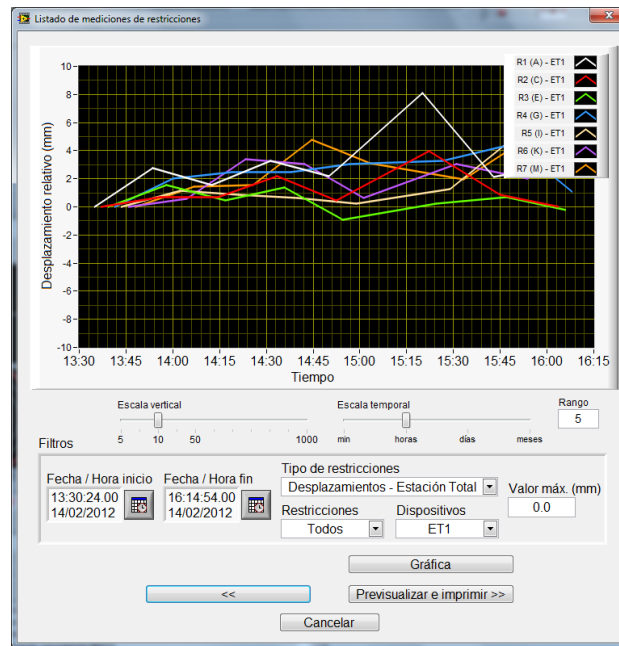 Listado de mediciones de restricciones
R1 (A) - ET1
R2 (C) - ET1
R3 (E) - ET1
R4 (G) - ET1
R5 (I) - ET1
R6 (K) - ET1
R7 (M) - ET1
Desplazamiento relativo (mm)
10
8
6
4
2
0
-2
-4
-6
-8
-10
13:30 13:45 14:00 14:15 14:30 14:45 15:00 15:15 15:30 15:45 16:00 16:15
Tiempo
Escala vertical
5 10 50 1000
Escala temporal
min horas días meses
Rango
5
Filtros
Fecha / Hora inicio
13:30:24.00
14/02/2012
Fecha / Hora fin
16:14:54.00
14/02/2012
Tipo de restricciones
Desplazamientos - Estación Total
Restricciones
Todos
Dispositivos
ET1
Valor máx. (mm)
0.0
Gráfica
<<
Previsualizar e imprimir >>
Cancelar